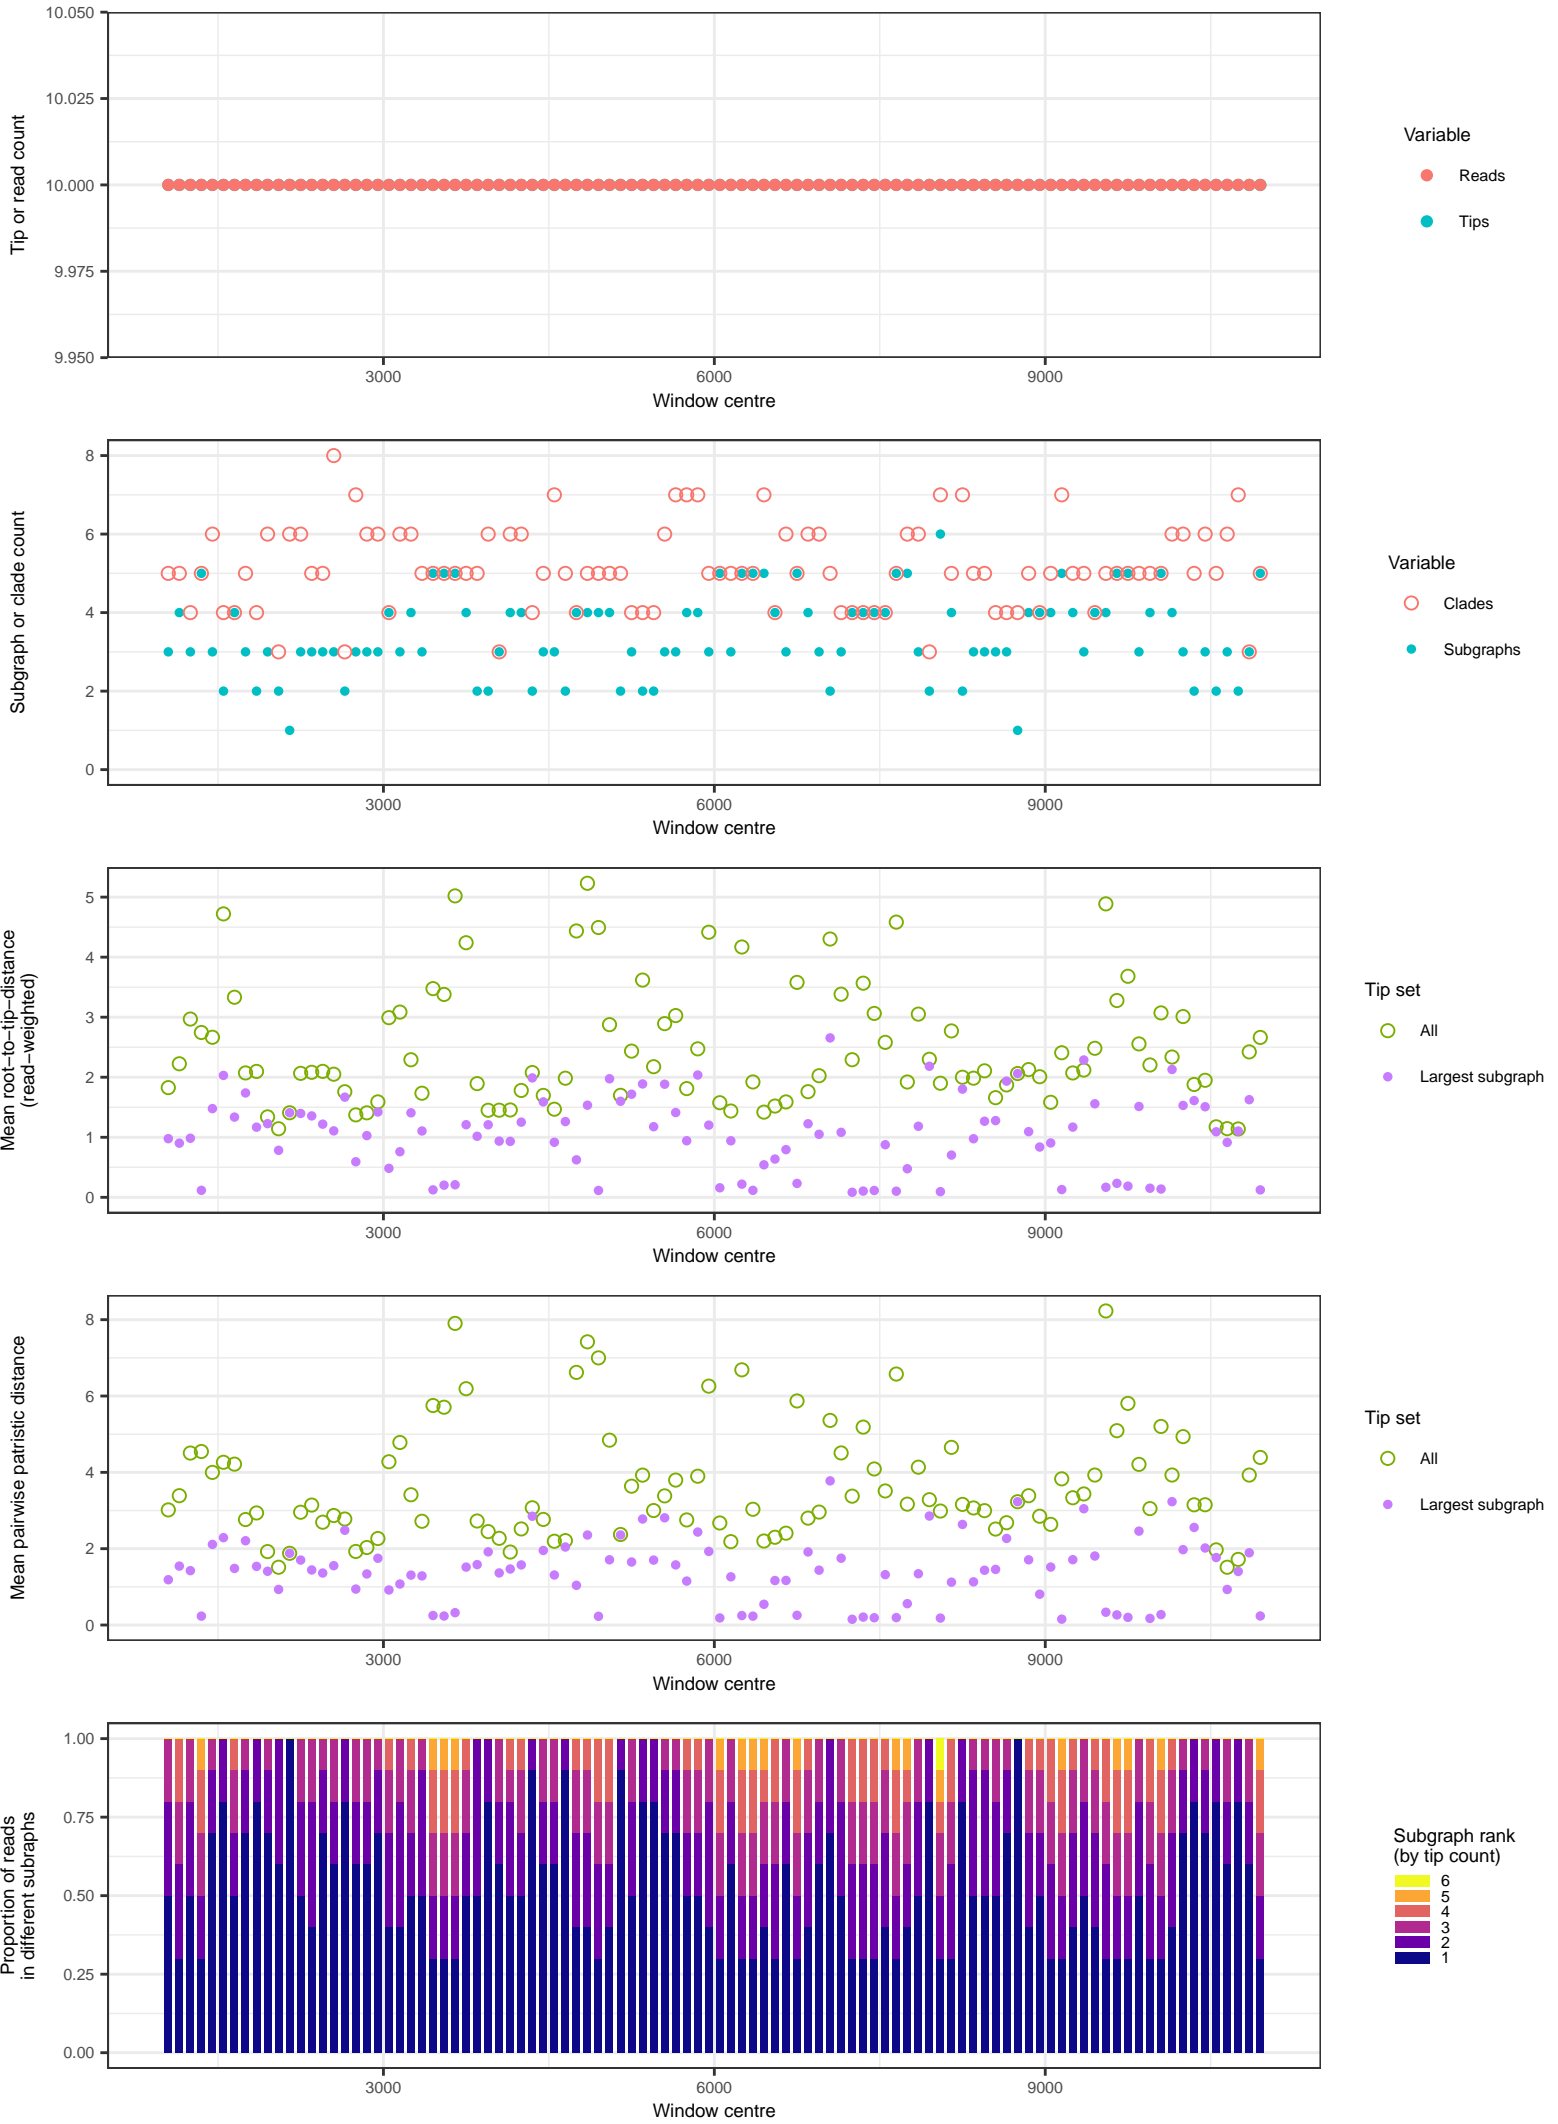 10.050
10.025
10.000
9.975
9.950
Tip or read count
3000 6000 9000
Window centre
Variable
Reads
Tips
8
6
4
2
0
Subgraph or clade count
3000 6000 9000
Window centre
Variable
Clades
Subgraphs
5
4
3
2
1
0
Mean root−to−tip−distance
(read−weighted)
3000 6000 9000
Window centre
Tip set
All
Largest subgraph
8
6
4
2
0
Mean pairwise patristic distance
3000 6000 9000
Window centre
Tip set
All
Largest subgraph
1.00
0.75
0.50
0.25
0.00
Proportion of reads
in different subraphs
3000 6000 9000
Window centre
Subgraph rank
(by tip count)
6
5
4
3
2
1